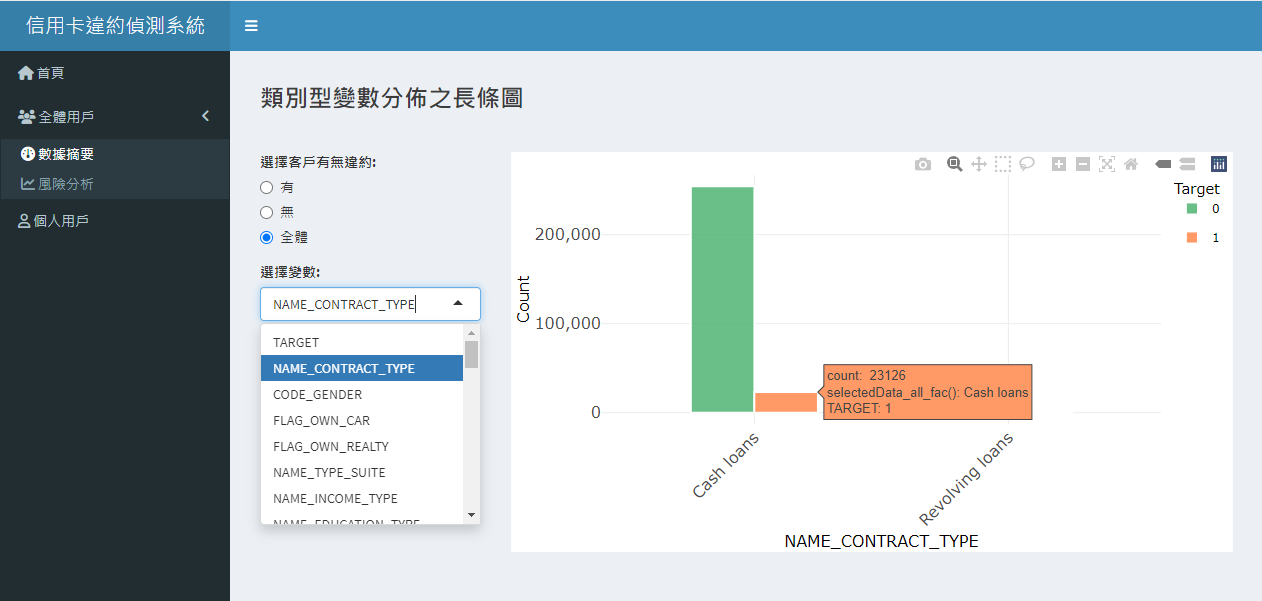 信用卡違約偵測系統
首頁
全體用戶
數據摘要
風險分析
個人用戶
類別型變數分佈之長條圖
選擇客戶有無違約:
有
無
全體
選擇變數:
NAME_CONTRACT_TYPE
TARGET
NAME_CONTRACT_TYPE
CODE_GENDER
FLAG_OWN_CAR
FLAG_OWN_REALTY
NAME_TYPE_SUITE
NAME_INCOME_TYPE
NAME_EDUCATION_TYPE
Target
0
1
200,000
100,000
0
Count
count: 23126
selectedData_all_fac(): Cash loans
TARGET: 1
Cash loans
Revolving loans
NAME_CONTRACT_TYPE